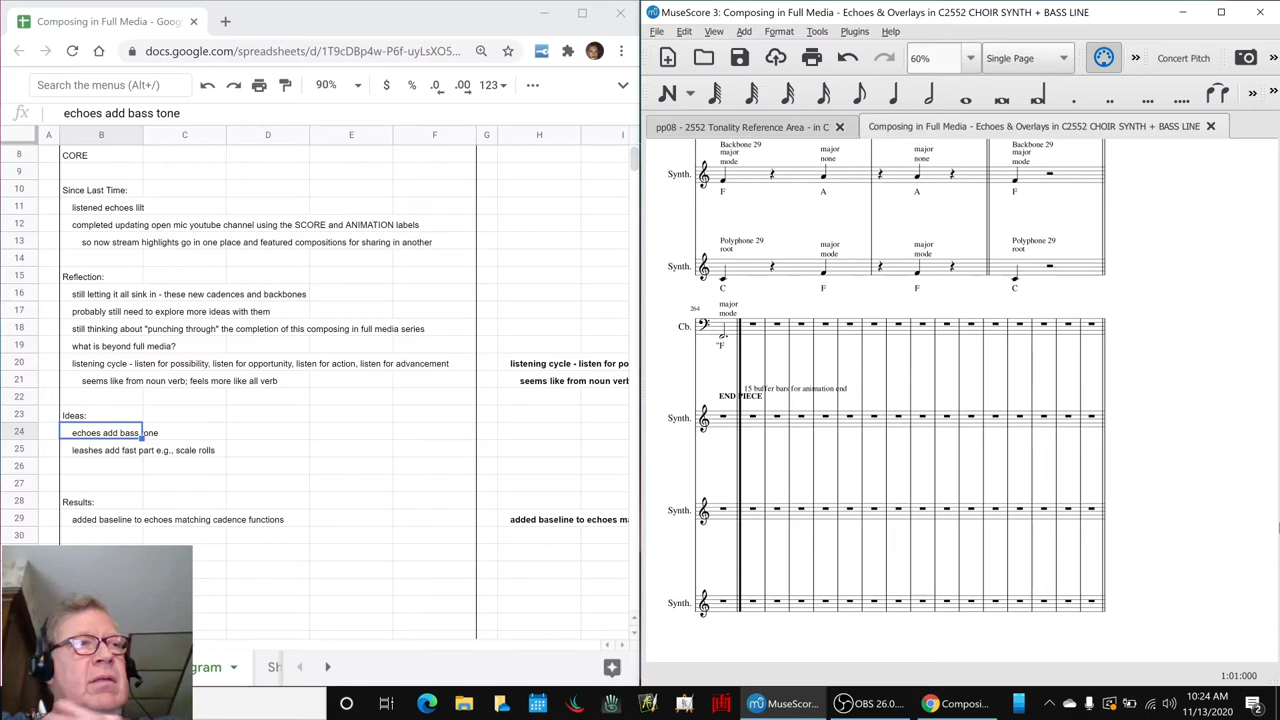 Composing in Full Media - Goog
docs.google.com/spreadsheets/d/1T9cDBp4w-P6f-uyLsXO5...
Search the menus (Alt+/)
90%
$
%
.0
.00
123
fx
echoes add bass tone
A
B
C
D
E
F
G
H
I
8
CORE
9
10
Since Last Time:
11
listened echoes lilt
12
completed updating open mic youtube channel using the SCORE and ANIMATION labels
13
so now stream highlights go in one place and featured compositions for sharing in another
14
15
Reflection:
16
still letting it all sink in - these new cadences and backbones
17
probably still need to explore more ideas with them
18
still thinking about "punching through" the completion of this composing in full media series
19
what is beyond full media?
20
listening cycle - listen for possibility, listen for opportunity, listen for action, listen for advancement
listening cycle - listen for po
21
seems like from noun verb; feels more like all verb
seems like from noun verb
22
23
Ideas:
24
echoes add bass tone
25
leashes add fast part e.g., scale rolls
26
27
28
Results:
29
added baseline to echoes matching cadence functions
added baseline to echoes ma
30
gram
Sh
MuseScore 3: Composing in Full Media - Echoes & Overlays in C2552 CHOIR SYNTH + BASS LINE
File
Edit
View
Add
Format
Tools
Plugins
Help
60%
Single Page
Concert Pitch
pp08 - 2552 Tonality Reference Area - in C
Composing in Full Media - Echoes & Overlays in C2552 CHOIR SYNTH + BASS LINE
Backbone 29
major
mode
major
none
major
none
Backbone 29
major
mode
Synth.
F
A
A
F
Polyphone 29
root
major
mode
major
mode
Polyphone 29
root
Synth.
C
F
F
C
264
major
mode
Cb.
"F
15 buffer bars for animation end
END PIECE
Synth.
Synth.
Synth.
1:01:000
MuseScor...
OBS 26.0....
Composi...
10:24 AM
11/13/2020